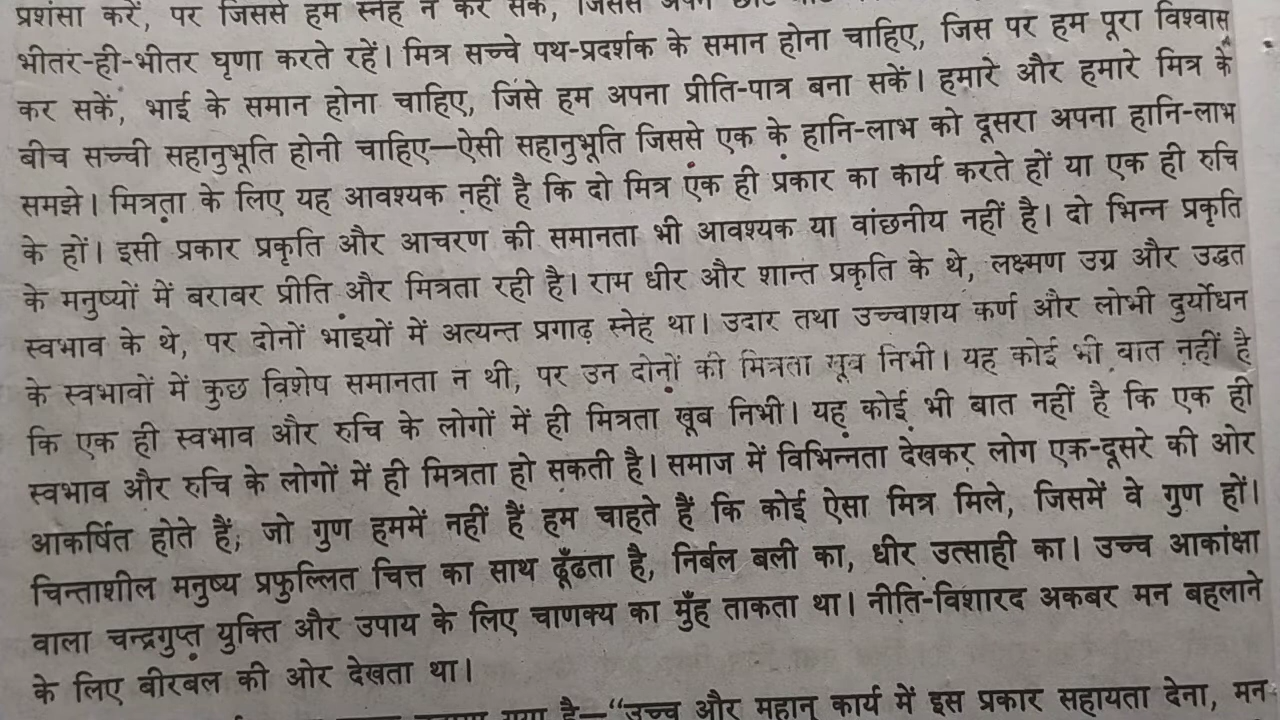 प्रशंसा करें, पर जिससे हम स्नेह न कर सकें, जिससे अपने
भीतर-ही-भीतर घृणा करते रहें। मित्र सच्चे पथ-प्रदर्शक के समान होना चाहिए, जिस पर हम पूरा विश्वास
कर सकें, भाई के समान होना चाहिए, जिसे हम अपना प्रीति-पात्र बना सकें। हमारे और हमारे मित्र के
बीच सच्ची सहानुभूति होनी चाहिए—ऐसी सहानुभूति जिससे एक के हानि-लाभ को दूसरा अपना हानि-लाभ
समझे। मित्रता के लिए यह आवश्यक नहीं है कि दो मित्र एक ही प्रकार का कार्य करते हों या एक ही रुचि
के हों। इसी प्रकार प्रकृति और आचरण की समानता भी आवश्यक या वांछनीय नहीं है। दो भिन्न प्रकृति
के मनुष्यों में बराबर प्रीति और मित्रता रही है। राम धीर और शान्त प्रकृति के थे, लक्ष्मण उग्र और उद्धत
स्वभाव के थे, पर दोनों भाइयों में अत्यन्त प्रगाढ़ स्नेह था। उदार तथा उच्चाशय कर्ण और लोभी दुर्योधन
के स्वभावों में कुछ विशेष समानता न थी, पर उन दोनों की मित्रता खूब निभी। यह कोई भी बात नहीं है
कि एक ही स्वभाव और रुचि के लोगों में ही मित्रता खूब निभी। यह कोई भी बात नहीं है कि एक ही
स्वभाव और रुचि के लोगों में ही मित्रता हो सकती है। समाज में विभिन्नता देखकर लोग एक-दूसरे की ओर
आकर्षित होते हैं; जो गुण हममें नहीं हैं हम चाहते हैं कि कोई ऐसा मित्र मिले, जिसमें वे गुण हों।
चिन्ताशील मनुष्य प्रफुल्लित चित्त का साथ ढूँढता है, निर्बल बली का, धीर उत्साही का। उच्च आकांक्षा
वाला चन्द्रगुप्त युक्ति और उपाय के लिए चाणक्य का मुँह ताकता था। नीति-विशारद अकबर मन बहलाने
के लिए बीरबल की ओर देखता था।
गया है—“उच्च और महान् कार्य में इस प्रकार सहायता देना, मन